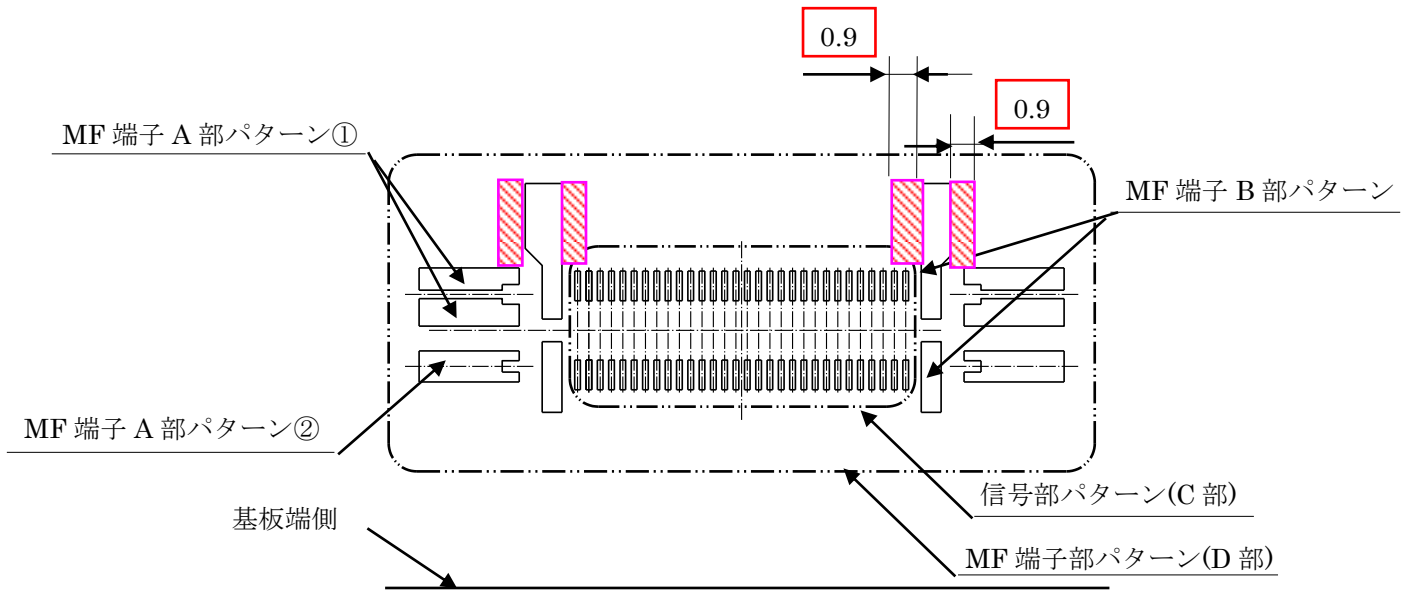 0.9
0.9
MF 端子 A 部パターン①
MF 端子 B 部パターン
MF 端子 A 部パターン②
信号部パターン(C 部)
基板端側
MF 端子部パターン(D 部)